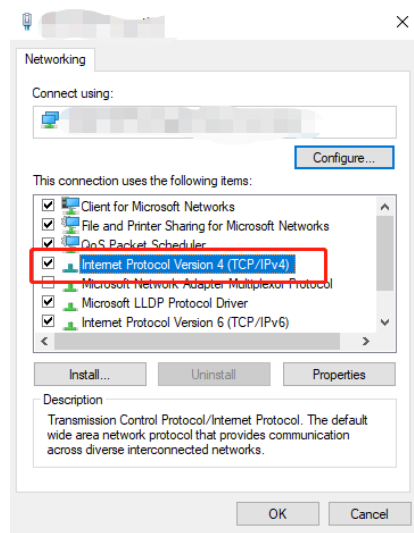 Networking
Connect using:
Configure...
This connection uses the following items:
Client for Microsoft Networks
File and Printer Sharing for Microsoft Networks
QoS Packet Scheduler
Internet Protocol Version 4 (TCP/IPv4)
Microsoft Network Adapter Multiplexor Protocol
Microsoft LLDP Protocol Driver
Internet Protocol Version 6 (TCP/IPv6)
Install... Uninstall Properties
Description
Transmission Control Protocol/Internet Protocol. The default
wide area network protocol that provides communication
across diverse interconnected networks.
OK Cancel